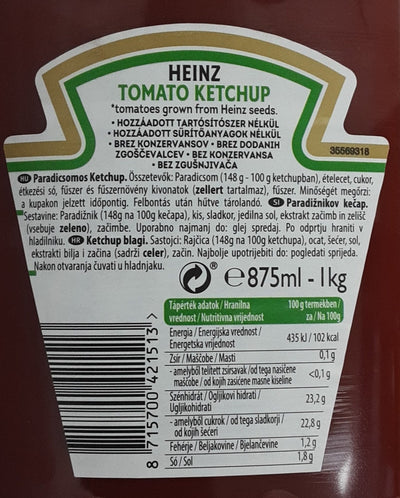 HEINZ
TOMATO KETCHUP
*tomatoes grown from Heinz seeds.
• HOZZÁADOTT TARTÓSÍTÓSZER NÉLKÜL
• HOZZÁADOTT SŰRÍTŐANYAGOK NÉLKÜL
• BREZ KONZERVANSOV • BREZ DODANIH
ZGOŠČEVALCEV • BEZ KONZERVANSA
• BEZ ZGUŠNJIVAČA
35569318
HU Paradicsomos Ketchup. Összetevők: Paradicsom (148 g - 100 g ketchupban), ételecet, cukor,
étkezési só, fűszer és fűszernövény kivonatok (zellert tartalmaz), fűszer. Minőségét megőrzi:
a kupakon jelzett időpontig. Felbontás után hűtve tárolandó. SI Paradižnikov kečap.
Sestavine: Paradižnik (148g na 100g kečapa), kis, sladkor, jedilna sol, ekstrakt začimb in zelišč
(vsebuje zeleno), začimbe. Uporabno najmanj do: glej spredaj. Po odprtju hraniti v
hladilniku. HR Ketchup blagi. Sastojci: Rajčica (148g na 100g ketchupa), ocat, šećer, sol,
ekstrakti bilja i začina (sadrži celer), začin. Najbolje upotrijebiti do: pogledati sprijeda.
Nakon otvaranja čuvati u hladnjaku.
℮875ml - 1kg
Tápérték adatok / Hranilna
vrednost / Nutritivna vrijednost
100 g termékben /
za / Na 100g
Energia / Energijska vrednost /
Energetska vrijednost
435 kJ / 102 kcal
Zsír / Maščobe / Masti
0,1 g
- amelyből telített zsírsavak / od tega nasičene
maščobe / od kojih zasićene masne kiseline
<0,1 g
Szénhidrát / Ogljikovi hidrati /
Ugljikohidrati
23,2 g
- amelyből cukrok / od tega sladkorji /
od kojih šećeri
22,8 g
Fehérje / Beljakovine / Bjelančevine
1,2 g
Só / Sol
1,8 g
8 715700 421513 >